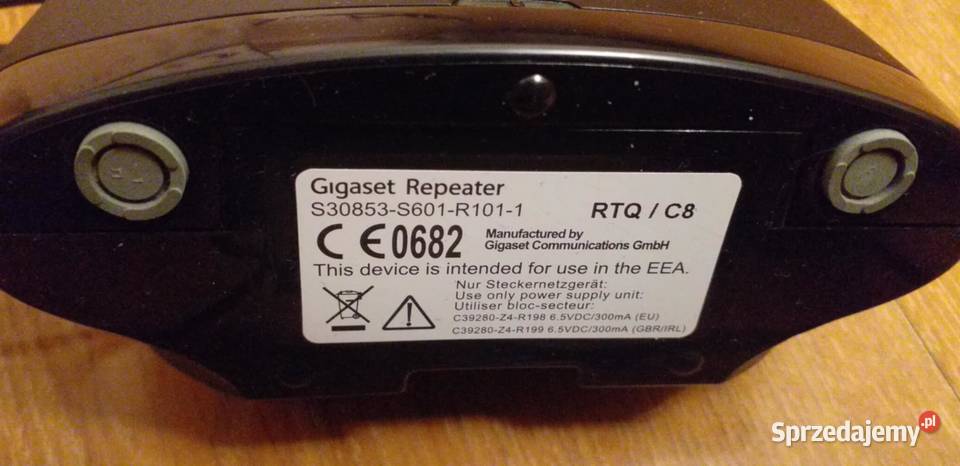 Gigaset Repeater
S30853-S601-R101-1
RTQ / C8
CE0682
Manufactured by
Gigaset Communications GmbH
This device is intended for use in the EEA.
Nur Steckernetzgerät:
Use only power supply unit:
Utiliser bloc-secteur:
C39280-Z4-R198 6.5VDC/300mA (EU)
C39280-Z4-R199 6.5VDC/300mA (GBR/IRL)
Sprzedajemy.pl